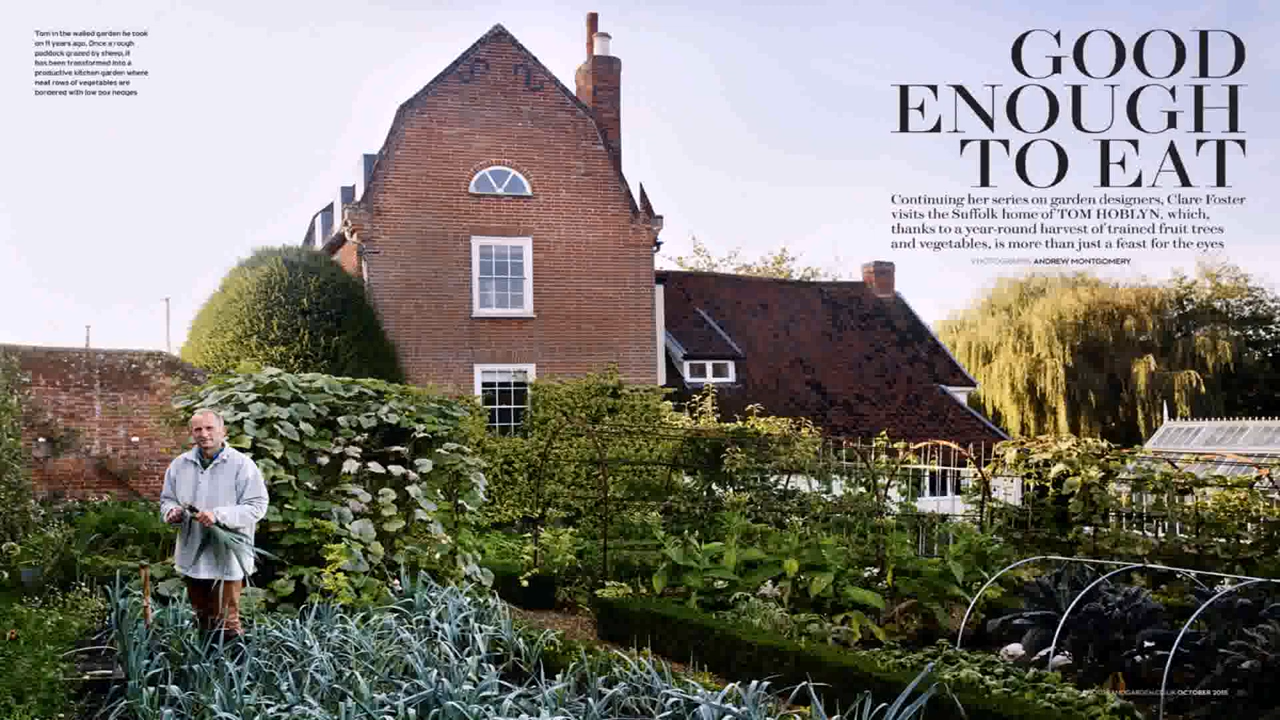 Tom in the walled garden he took
on 11 years ago. Once a rough
paddock grazed by sheep, it
has been transformed into a
productive kitchen garden where
neat rows of vegetables are
bordered with low box hedges
GOOD
ENOUGH
TO EAT
Continuing her series on garden designers, Clare Foster
visits the Suffolk home of TOM HOBLYN, which,
thanks to a year-round harvest of trained fruit trees
and vegetables, is more than just a feast for the eyes
PHOTOGRAPHS ANDREW MONTGOMERY
OCTOBER 2015